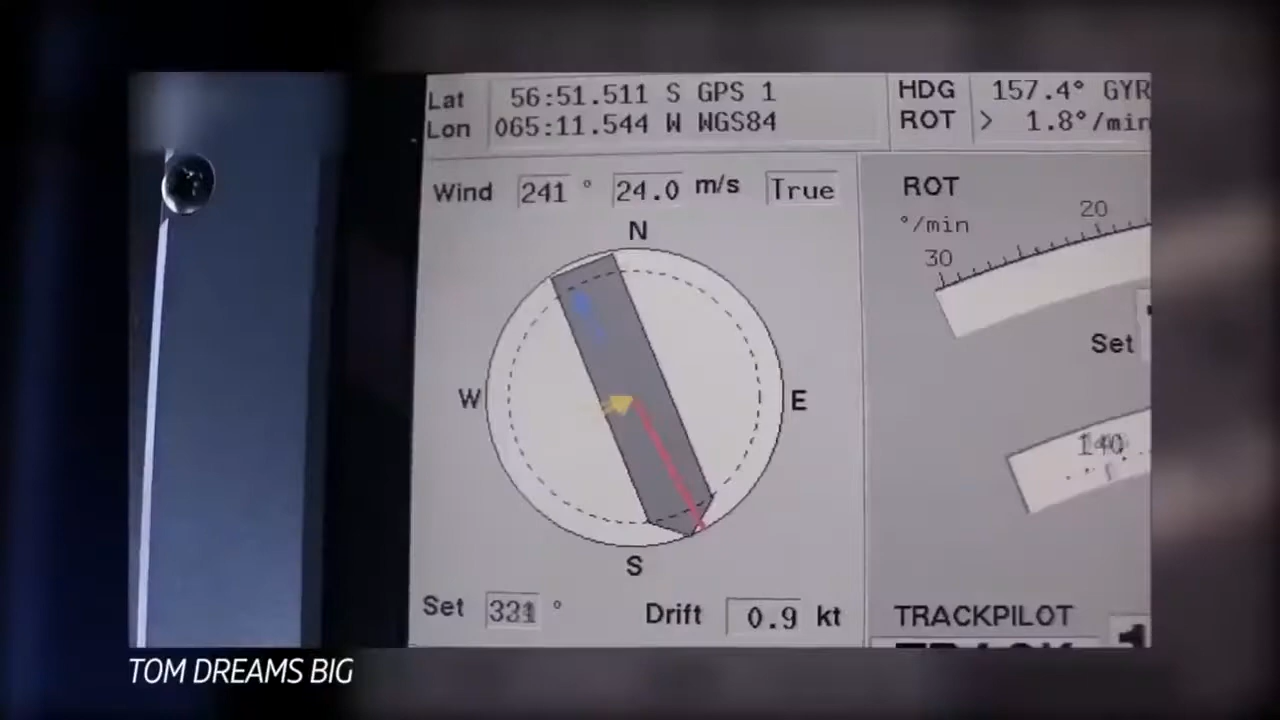 Lat 56:51.511 S GPS 1
Lon 065:11.544 W WGS84
HDG 157.4° GYR
ROT > 1.8°/min
Wind 241 ° 24.0 m/s True
N
W
E
S
Set ° Drift 0.9 kt
ROT
°/min
30 20
Set
140
TRACKPILOT
TOM DREAMS BIG